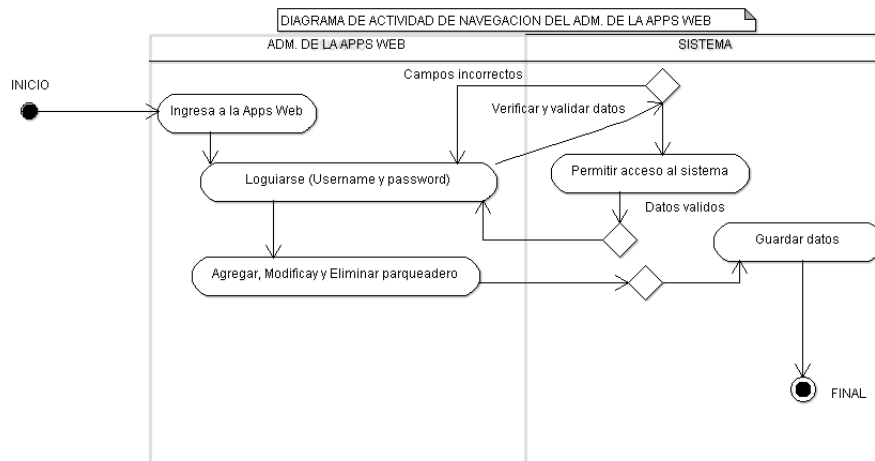 DIAGRAMA DE ACTIVIDAD DE NAVEGACION DEL ADM. DE LA APPS WEB
ADM. DE LA APPS WEB
SISTEMA
INICIO
Campos incorrectos
Ingresa a la Apps Web
Verificar y validar datos
Loguiarse (Username y password)
Permitir acceso al sistema
Datos validos
Guardar datos
Agregar, Modificay y Eliminar parqueadero
FINAL